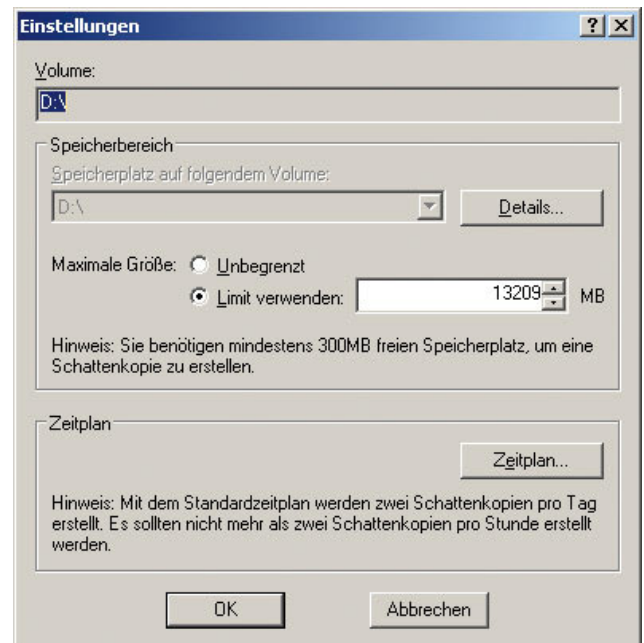 Einstellungen
Volume:
D:\
Speicherbereich
Speicherplatz auf folgendem Volume:
D:\
Details...
Maximale Größe:
Unbegrenzt
Limit verwenden:
13209
MB
Hinweis: Sie benötigen mindestens 300MB freien Speicherplatz, um eine
Schattenkopie zu erstellen.
Zeitplan
Zeitplan...
Hinweis: Mit dem Standardzeitplan werden zwei Schattenkopien pro Tag
erstellt. Es sollten nicht mehr als zwei Schattenkopien pro Stunde erstellt
werden.
OK
Abbrechen